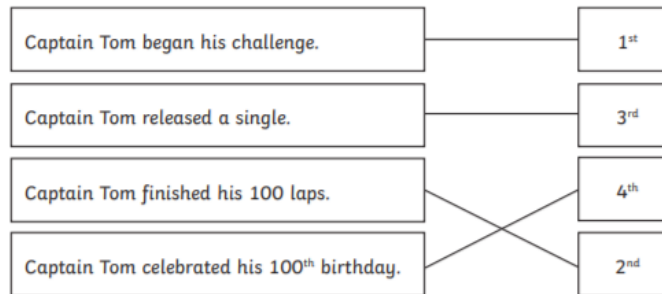 Captain Tom began his challenge. 1st
Captain Tom released a single. 3rd
Captain Tom finished his 100 laps. 4th
Captain Tom celebrated his 100th birthday. 2nd